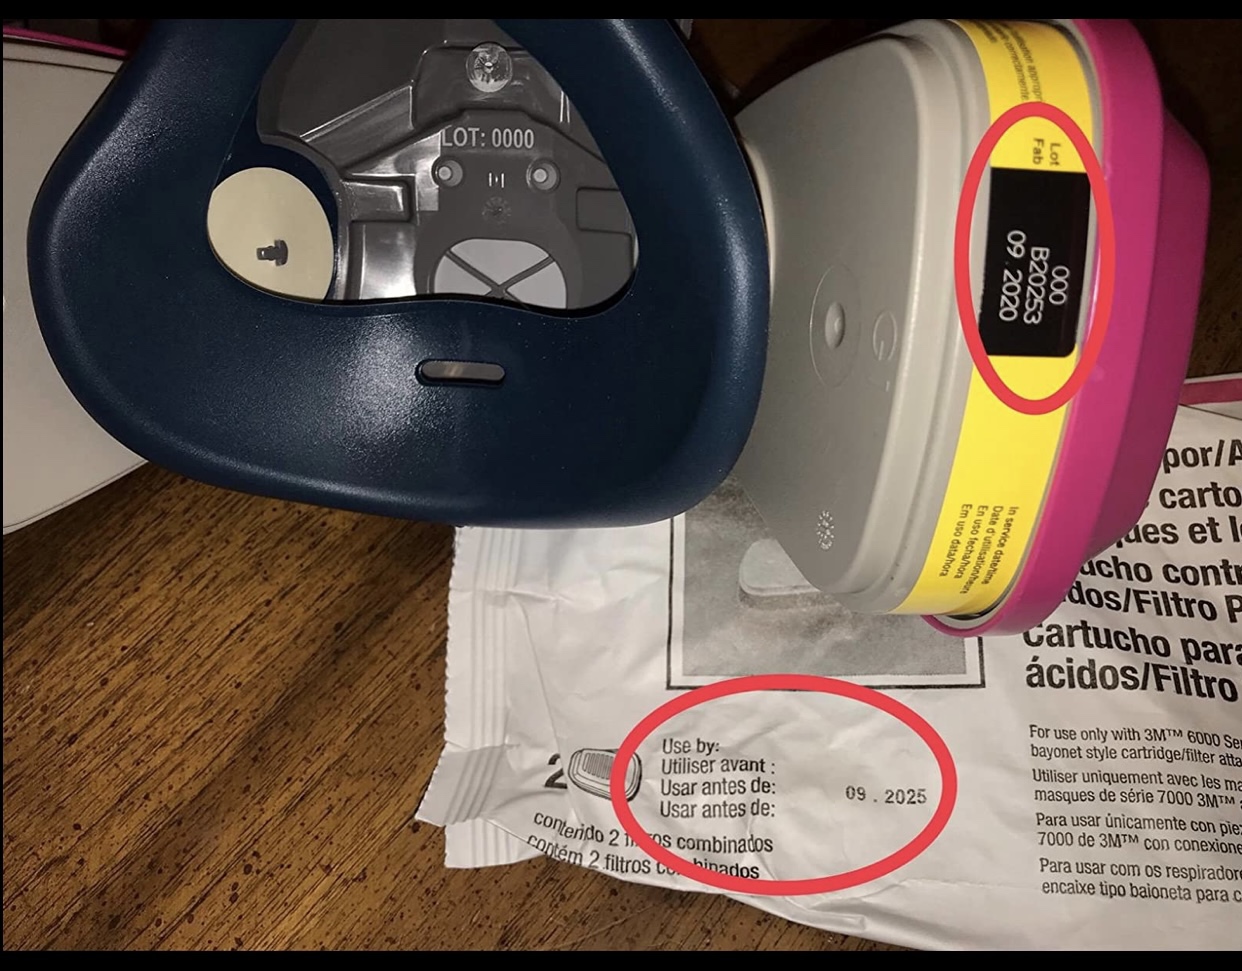 LOT: 0000
Lot
Fab
000
B20253
09.2020
In service date/time
Date d'utilisation/heure
En uso fecha/hora
Em uso data/hora
por/A
carto
ues et l
ucho contr
dos/Filtro P
Cartucho para
ácidos/Filtro
Use by:
Utiliser avant :
Usar antes de:
Usar antes de:
09.2025
2
contenido 2 filtros combinados
contém 2 filtros combinados
For use only with 3M™ 6000 Ser
bayonet style cartridge/filter atta
Utiliser uniquement avec les ma
masques de série 7000 3M™
Para usar únicamente con pie
7000 de 3M™ con conexione
Para usar com os respiradore
encaixe tipo baioneta para c